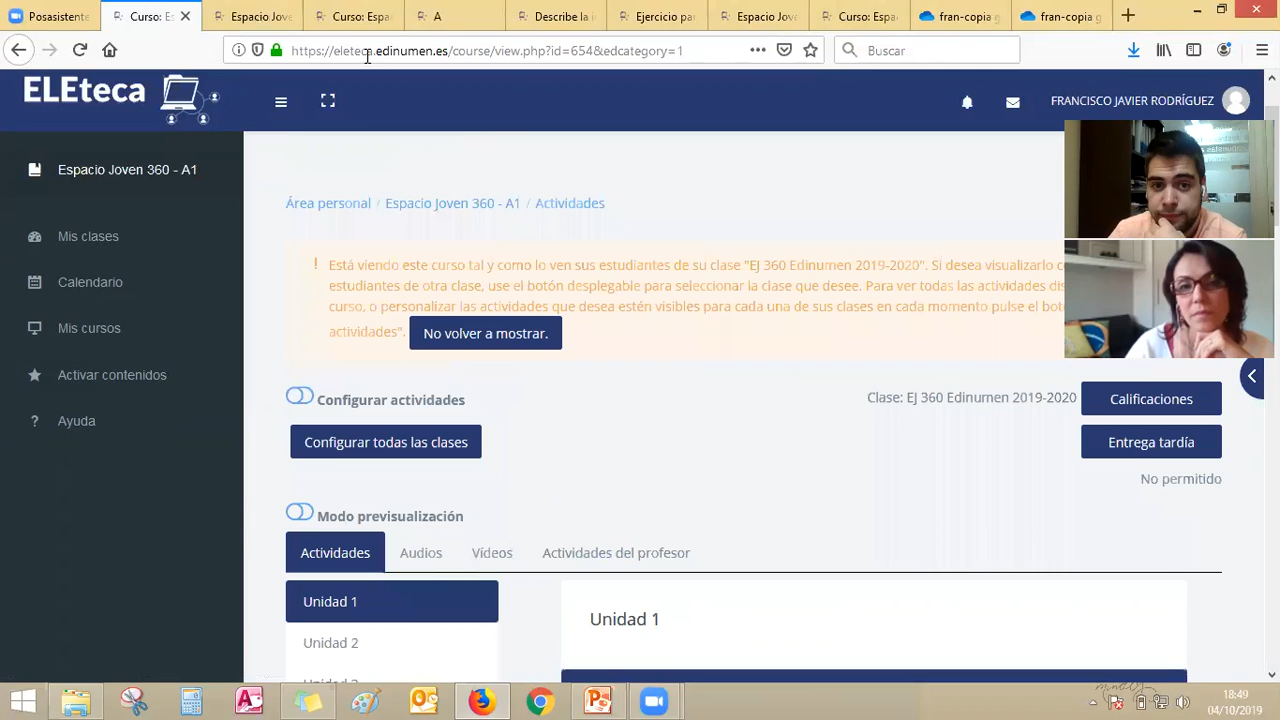 Posasistente
Curso: Es
Espacio Jove
Curso: Espa
A
Describe la i
Ejercicio pa
Espacio Jov
Curso: Espa
fran-copia g
fran-copia g
https://eleteca.edinumen.es/course/view.php?id=654&edcategory=1
Buscar
ELEteca
FRANCISCO JAVIER RODRÍGUEZ
Espacio Joven 360 - A1
Mis clases
Calendario
Mis cursos
Activar contenidos
? Ayuda
Área personal / Espacio Joven 360 - A1 / Actividades
! Está viendo este curso tal y como lo ven sus estudiantes de su clase "EJ 360 Edinumen 2019-2020". Si desea visualizarlo c
estudiantes de otra clase, use el botón desplegable para seleccionar la clase que desee. Para ver todas las actividades dis
curso, o personalizar las actividades que desea estén visibles para cada una de sus clases en cada momento pulse el bot
actividades". No volver a mostrar.
Configurar actividades
Clase: EJ 360 Edinumen 2019-2020
Calificaciones
Configurar todas las clases
Entrega tardía
No permitido
Modo previsualización
Actividades Audios Vídeos Actividades del profesor
Unidad 1
Unidad 1
Unidad 2
18:49
04/10/2019